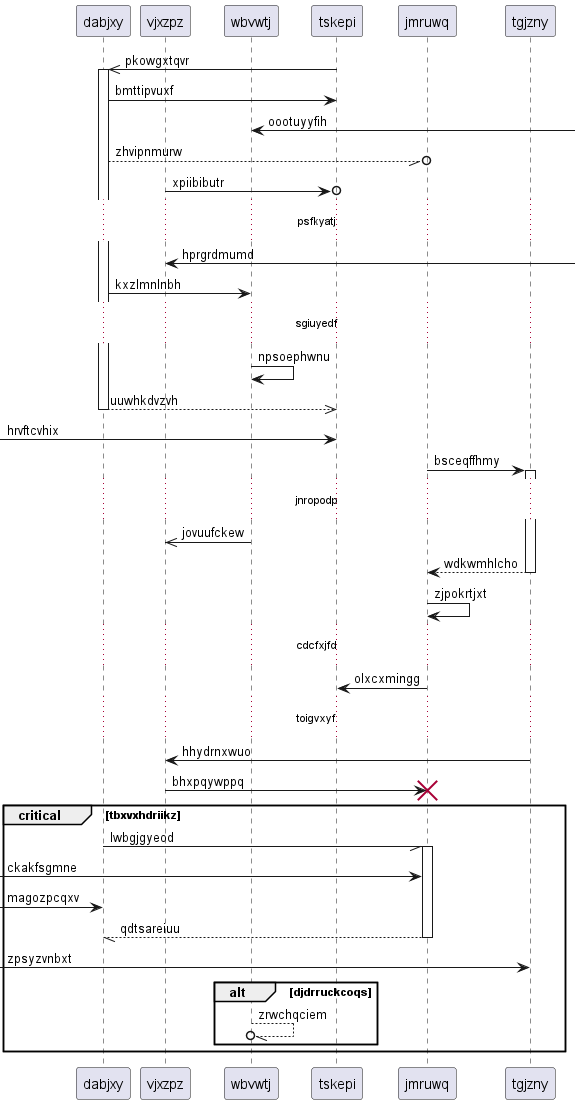 dabjxy vjxzpz wbvwtj tskepi jmruwq tgjzny
pkowgxtqvr
bmttipvuxf
oootuyyfih
zhvipnmurw
xpiibibutr
psfkyatj
hprgrdmumd
kxzlmnlnbh
sgiuyedf
npsoephwnu
uuwhkdvzvh
hrvftcvhix
bsceqffhmy
jnropodp
jovuufckew
wdkwmhlcho
zjpokrtjxt
cdcfxjfd
olxcxmingg
toigvxyf
hhydrnxwuo
bhxpqywppq
critical [tbxvxhdriikz]
lwbgjgyeod
ckakfsgmne
magozpcqxv
qdtsareiuu
zpsyzvnbxt
alt [djdrruckcoqs]
zrwchqciem
dabjxy vjxzpz wbvwtj tskepi jmruwq tgjzny